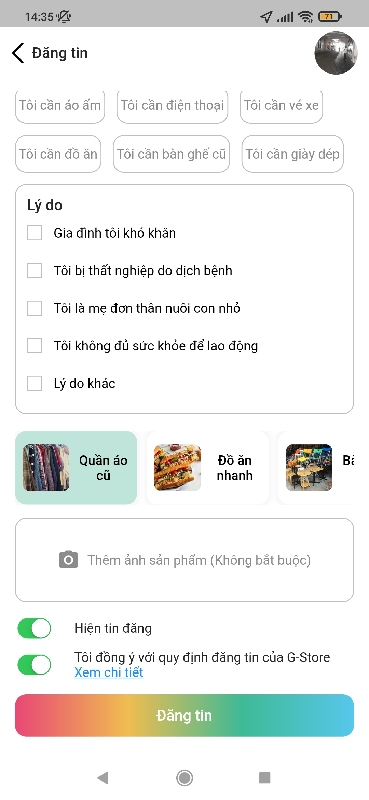 14:35
71
Đăng tin
Tôi cần áo ấm
Tôi cần điện thoại
Tôi cần vé xe
Tôi cần đồ ăn
Tôi cần bàn ghế cũ
Tôi cần giày dép
Lý do
Gia đình tôi khó khăn
Tôi bị thất nghiệp do dịch bệnh
Tôi là mẹ đơn thân nuôi con nhỏ
Tôi không đủ sức khỏe để lao động
Lý do khác
Quần áo
cũ
Đồ ăn
nhanh
Thêm ảnh sản phẩm (Không bắt buộc)
Hiện tin đăng
Tôi đồng ý với quy định đăng tin của G-Store
Xem chi tiết
Đăng tin